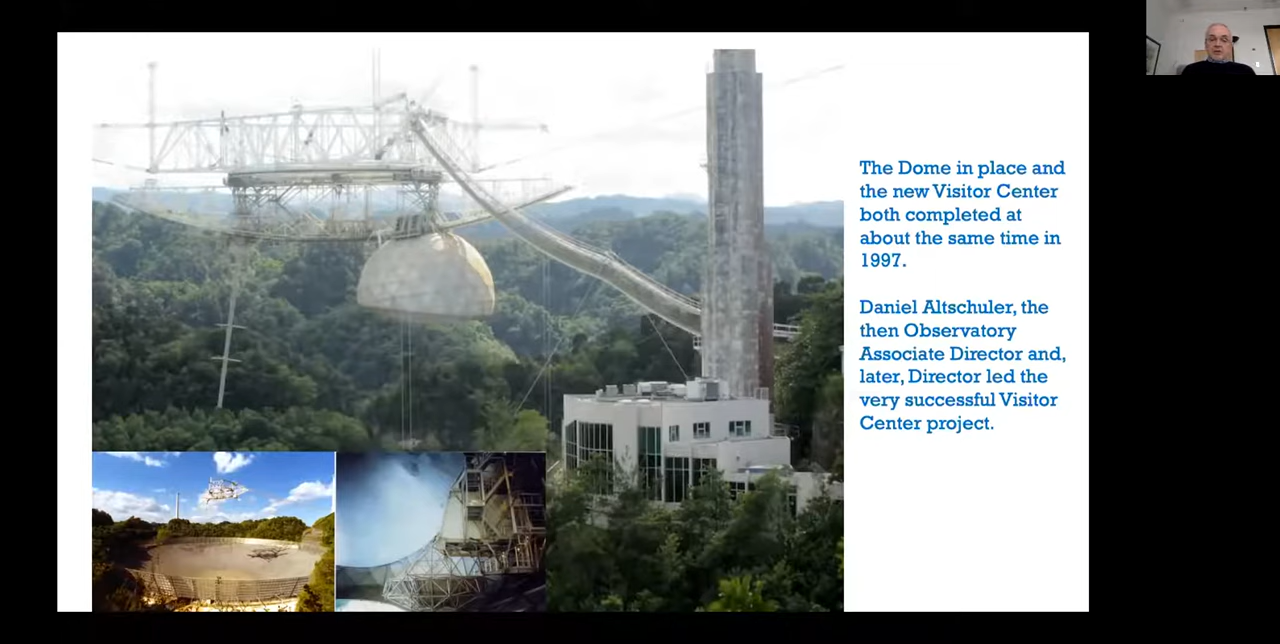 The Dome in place and
the new Visitor Center
both completed at
about the same time in
1997.
Daniel Altschuler, the
then Observatory
Associate Director and,
later, Director led the
very successful Visitor
Center project.